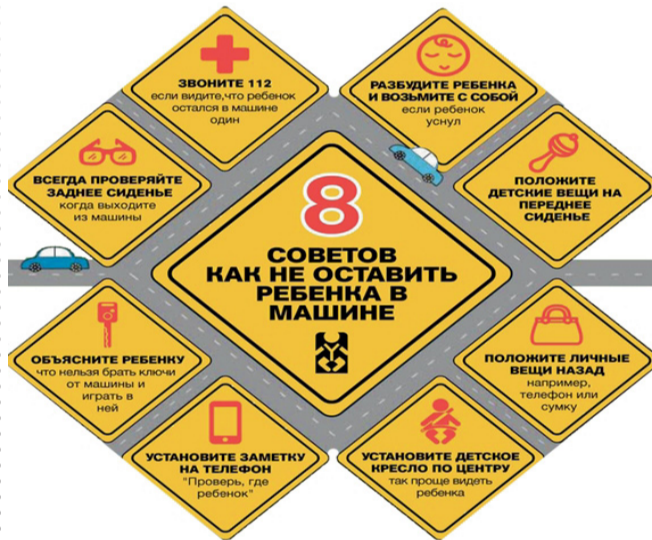 8
СОВЕТОВ
КАК НЕ ОСТАВИТЬ
РЕБЕНКА В
МАШИНЕ
ЗВОНИТЕ 112
если видите,что ребенок
остался в машине
один
РАЗБУДИТЕ РЕБЕНКА
И ВОЗЬМИТЕ С СОБОЙ
если ребенок
уснул
ВСЕГДА ПРОВЕРЯЙТЕ
ЗАДНЕЕ СИДЕНЬЕ
когда выходите
из машины
ПОЛОЖИТЕ
ДЕТСКИЕ ВЕЩИ НА
ПЕРЕДНЕЕ
СИДЕНЬЕ
ОБЪЯСНИТЕ РЕБЕНКУ
что нельзя брать ключи
от машины и
играть в
ней
ПОЛОЖИТЕ ЛИЧНЫЕ
ВЕЩИ НАЗАД
например,
телефон или
сумку
УСТАНОВИТЕ ЗАМЕТКУ
НА ТЕЛЕФОН
"Проверь, где
ребенок"
УСТАНОВИТЕ ДЕТСКОЕ
КРЕСЛО ПО ЦЕНТРУ
так проще видеть
ребенка